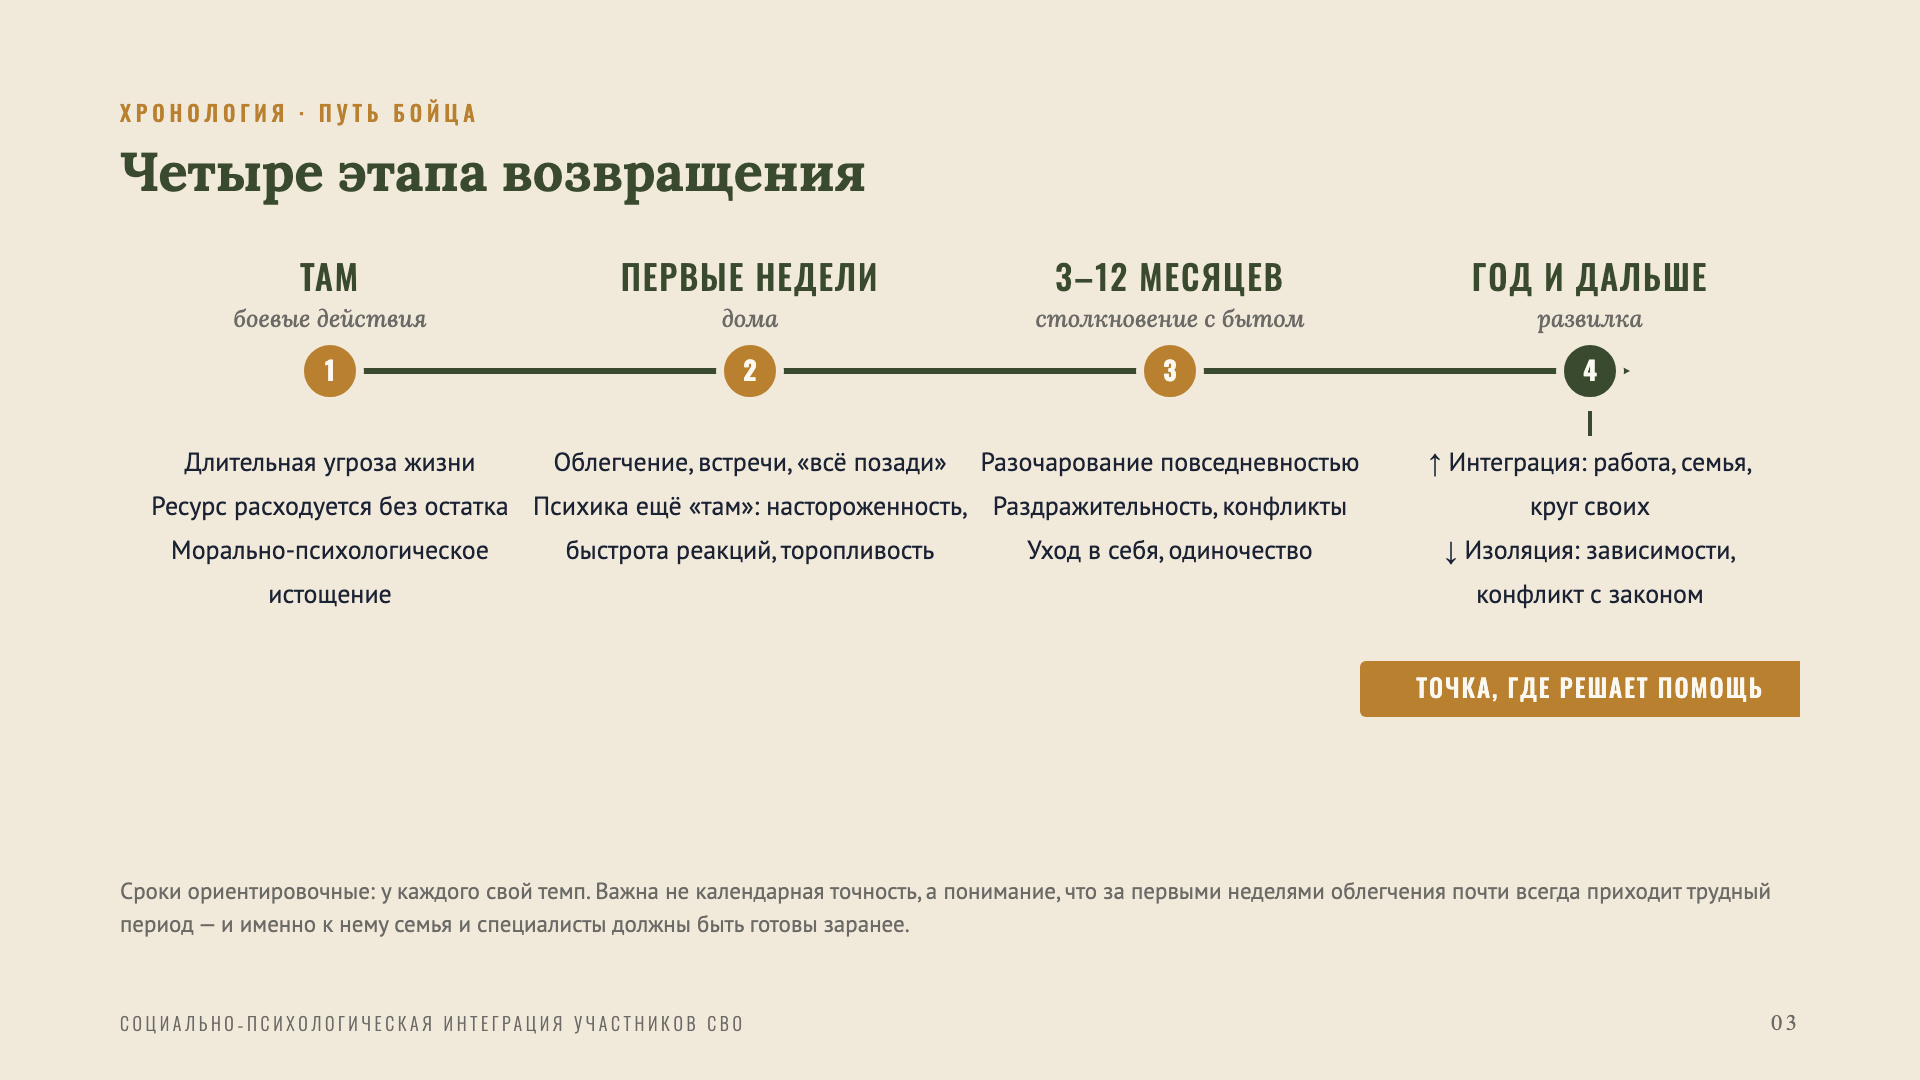 ХРОНОЛОГИЯ · ПУТЬ БОЙЦА
Четыре этапа возвращения
ТАМ
боевые действия
1
Длительная угроза жизни
Ресурс расходуется без остатка
Морально-психологическое
истощение
ПЕРВЫЕ НЕДЕЛИ
дома
2
Облегчение, встречи, «всё позади»
Психика ещё «там»: настороженность,
быстрота реакций, торопливость
3–12 МЕСЯЦЕВ
столкновение с бытом
3
Разочарование повседневностью
Раздражительность, конфликты
Уход в себя, одиночество
ГОД И ДАЛЬШЕ
развилка
4
↑ Интеграция: работа, семья,
круг своих
↓ Изоляция: зависимости,
конфликт с законом
ТОЧКА, ГДЕ РЕШАЕТ ПОМОЩЬ
Сроки ориентировочные: у каждого свой темп. Важна не календарная точность, а понимание, что за первыми неделями облегчения почти всегда приходит трудный
период — и именно к нему семья и специалисты должны быть готовы заранее.
СОЦИАЛЬНО-ПСИХОЛОГИЧЕСКАЯ ИНТЕГРАЦИЯ УЧАСТНИКОВ СВО
03